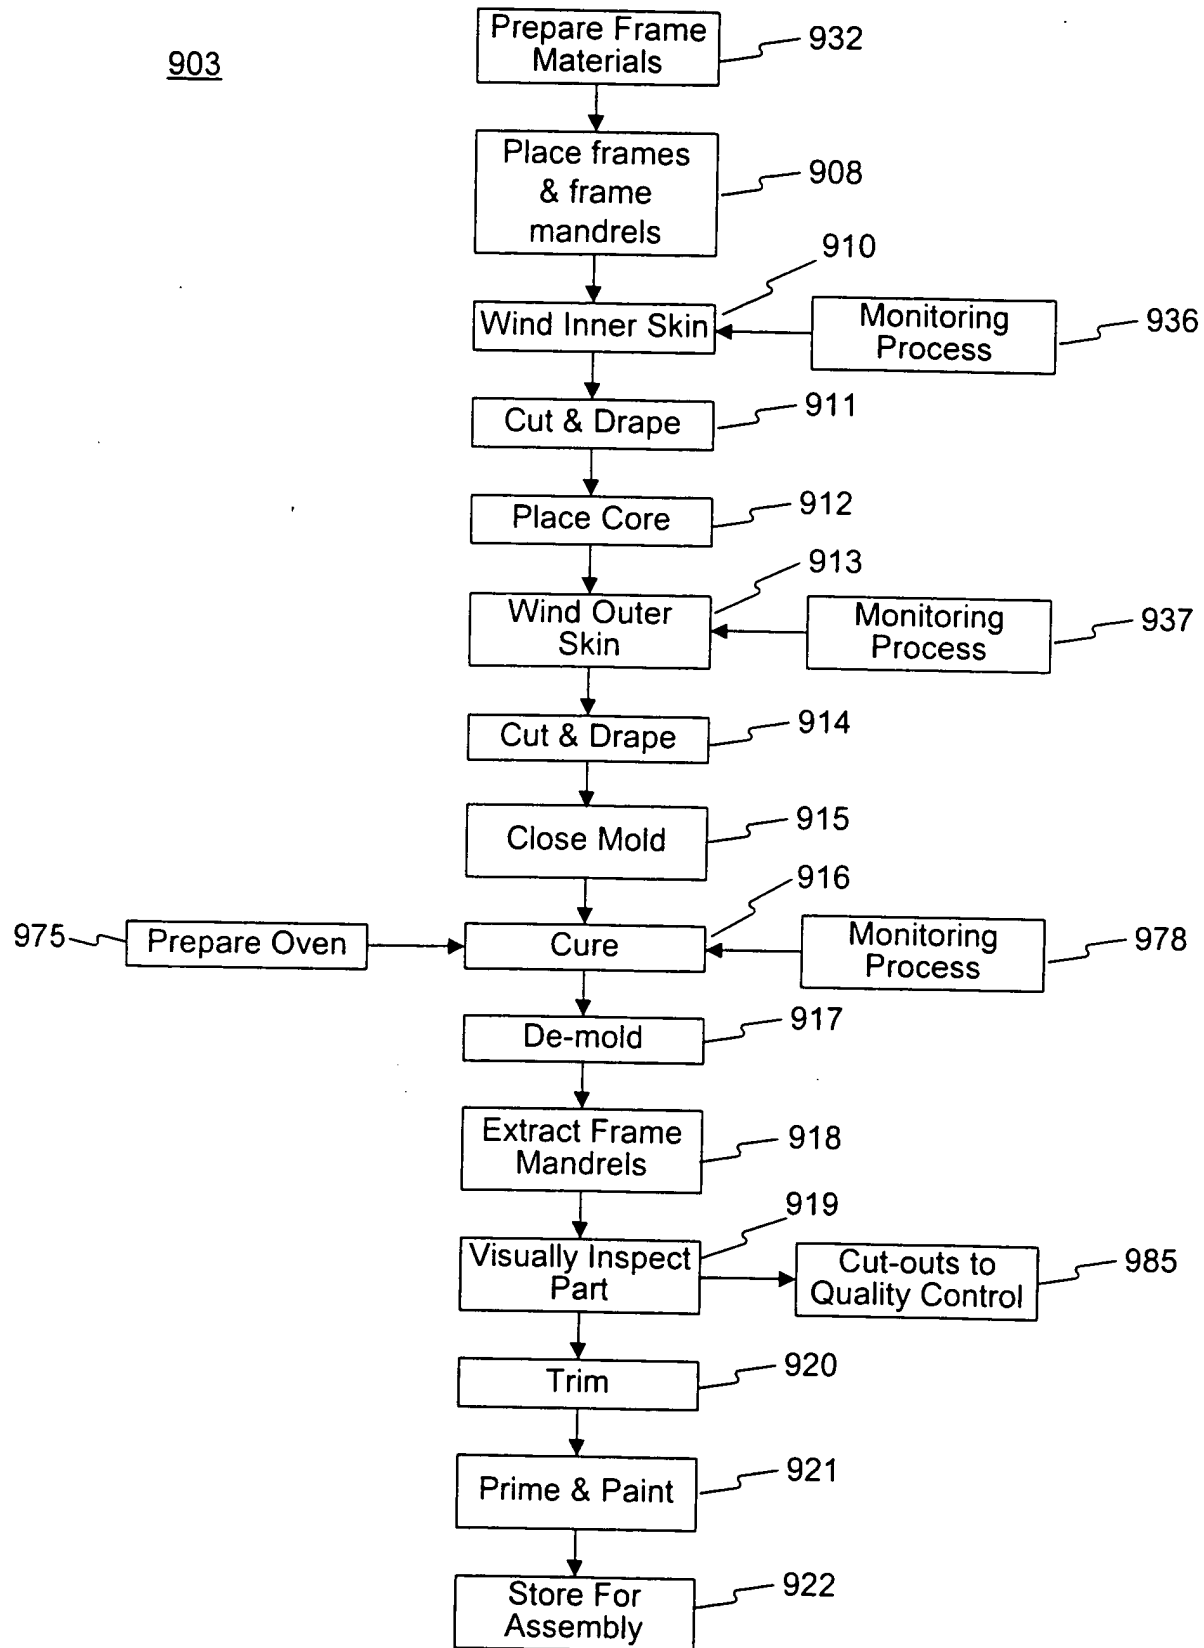 903
Prepare Frame
Materials
932
Place frames
& frame
mandrels
908
910
Wind Inner Skin
Monitoring
Process
936
Cut & Drape
911
Place Core
912
913
Wind Outer
Skin
Monitoring
Process
937
Cut & Drape
914
Close Mold
915
916
975
Prepare Oven
Cure
Monitoring
Process
978
De-mold
917
Extract Frame
Mandrels
918
919
Visually Inspect
Part
Cut-outs to
Quality Control
985
Trim
920
Prime & Paint
921
Store For
Assembly
922